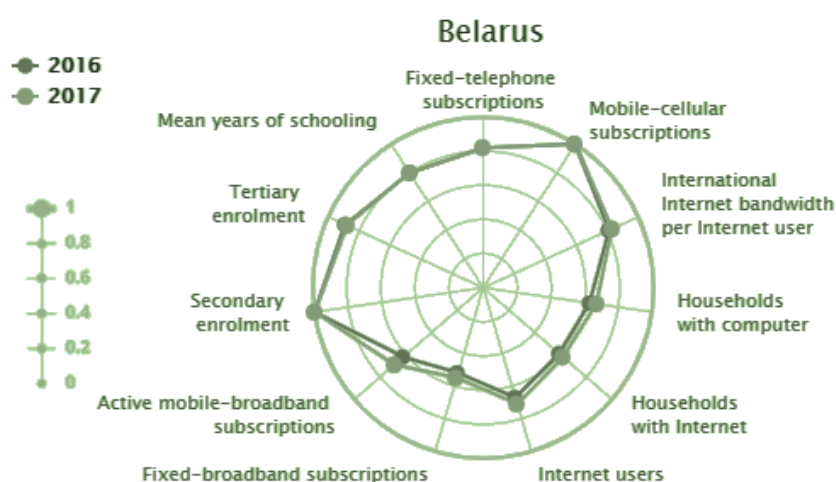 Belarus
2016
2017
Fixed-telephone
subscriptions
Mobile-cellular
subscriptions
International
Internet bandwidth
per Internet user
Households
with computer
Households
with Internet
Internet users
Fixed-broadband subscriptions
Active mobile-broadband
subscriptions
Secondary
enrolment
Tertiary
enrolment
Mean years of schooling
1
0.8
0.6
0.4
0.2
0